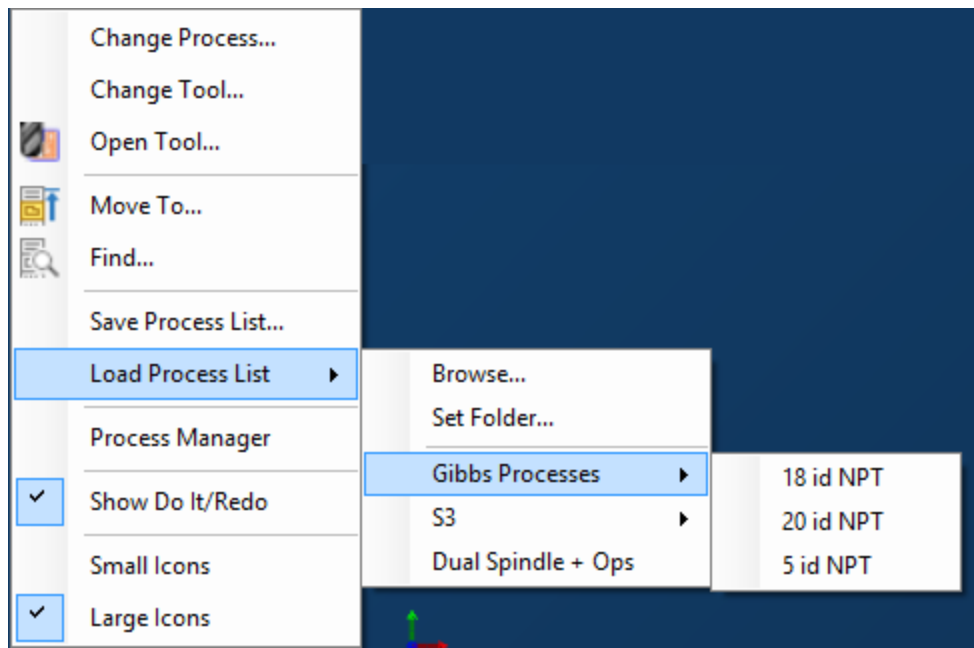 Change Process...
Change Tool...
Open Tool...
Move To...
Find...
Save Process List...
Load Process List
Process Manager
Show Do It/Redo
Small Icons
Large Icons
Browse...
Set Folder...
Gibbs Processes
S3
Dual Spindle + Ops
18 id NPT
20 id NPT
5 id NPT